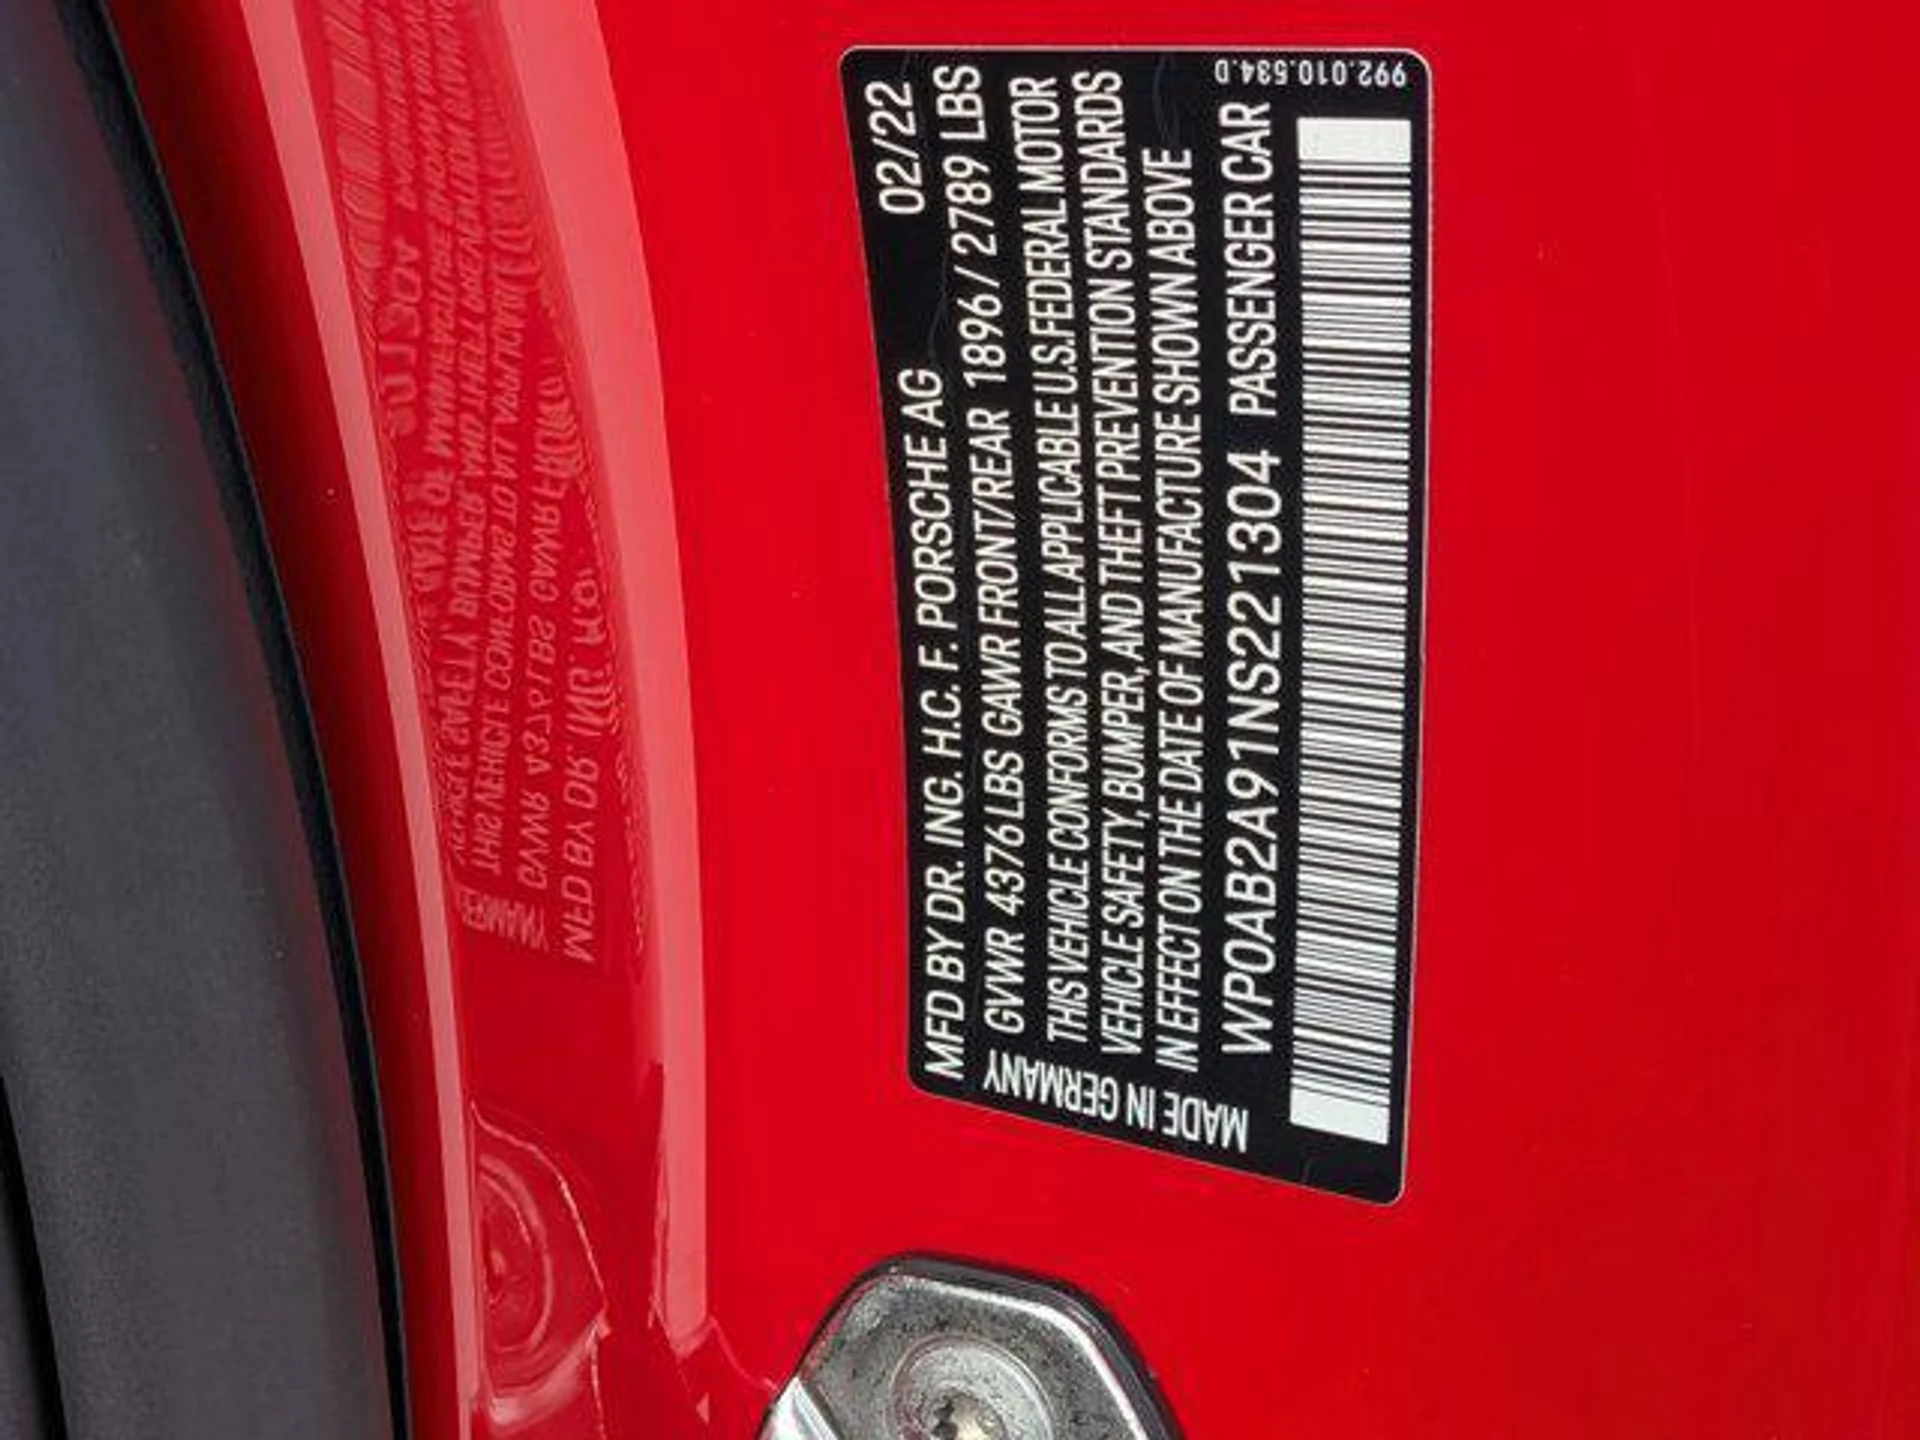 992.010.534.D
MFD BY DR. ING. H.C. F. PORSCHE AG 02/22
GVWR 4376 LBS GAWR FRONT/REAR 1896 / 2789 LBS
THIS VEHICLE CONFORMS TO ALL APPLICABLE U.S. FEDERAL MOTOR
VEHICLE SAFETY, BUMPER, AND THEFT PREVENTION STANDARDS
IN EFFECT ON THE DATE OF MANUFACTURE SHOWN ABOVE
WP0AB2A91NS221304 PASSENGER CAR
MADE IN GERMANY